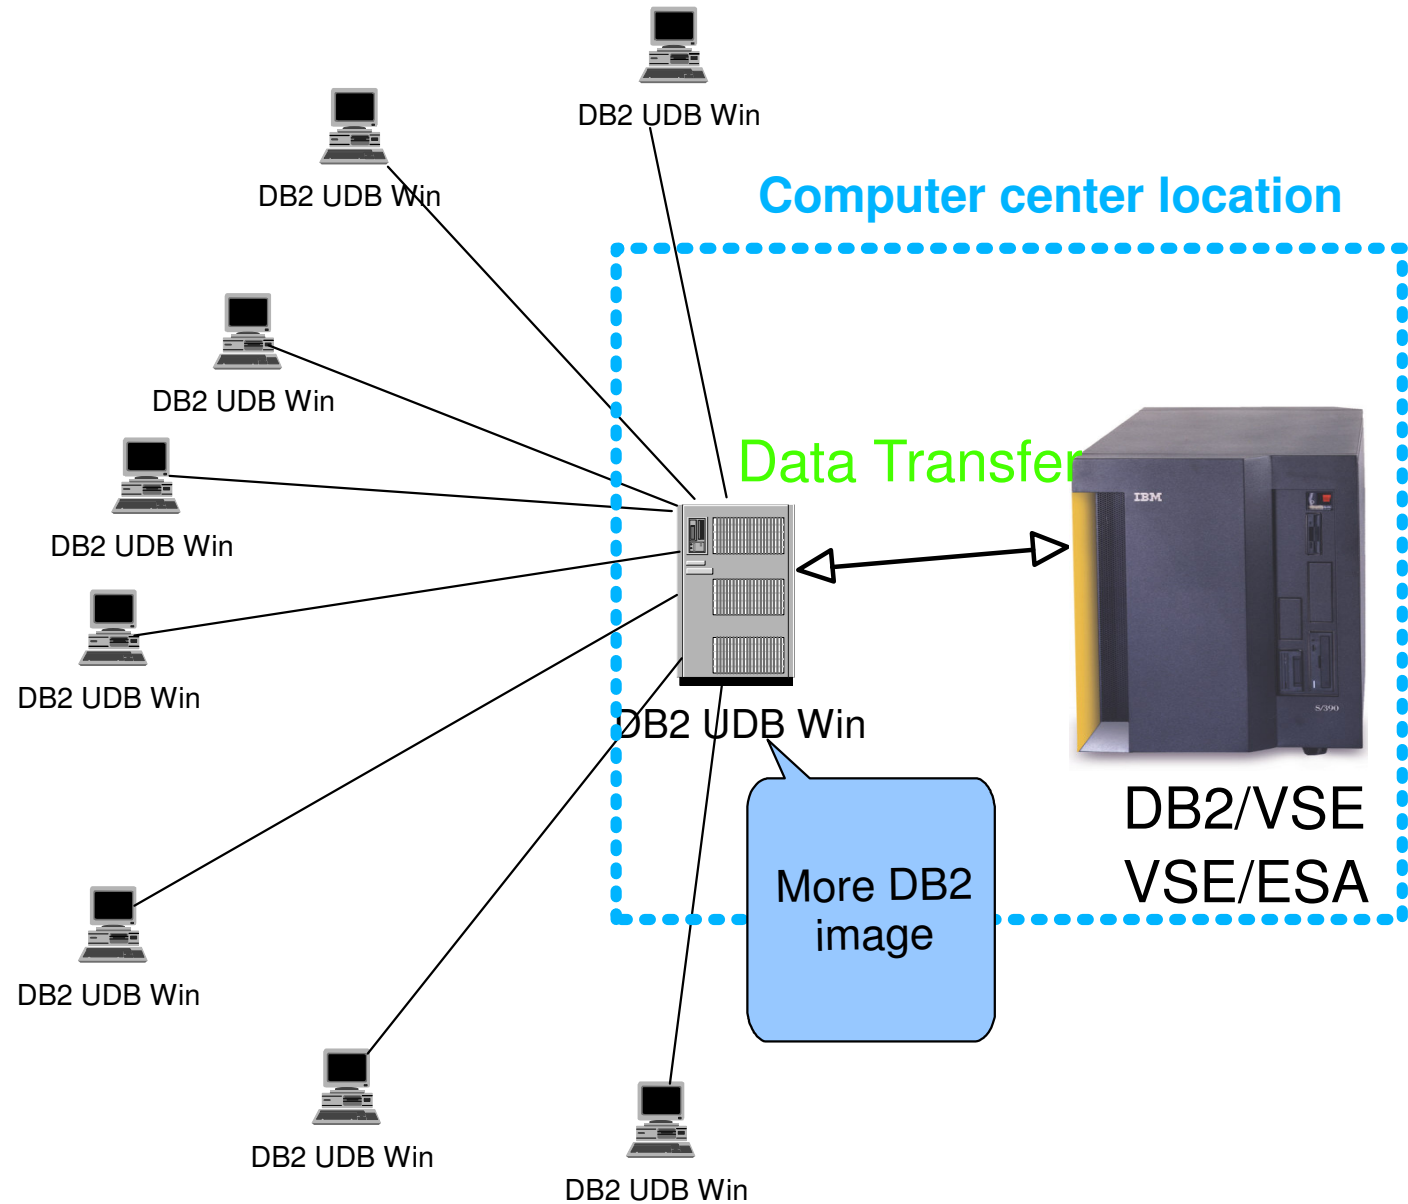 DB2 UDB Win
DB2 UDB Win
Computer center location
DB2 UDB Win
Data Transfer
IBM
DB2 UDB Win
DB2 UDB Win
S/390
DB2 UDB Win
DB2/VSE
VSE/ESA
More DB2
image
DB2 UDB Win
DB2 UDB Win
DB2 UDB Win